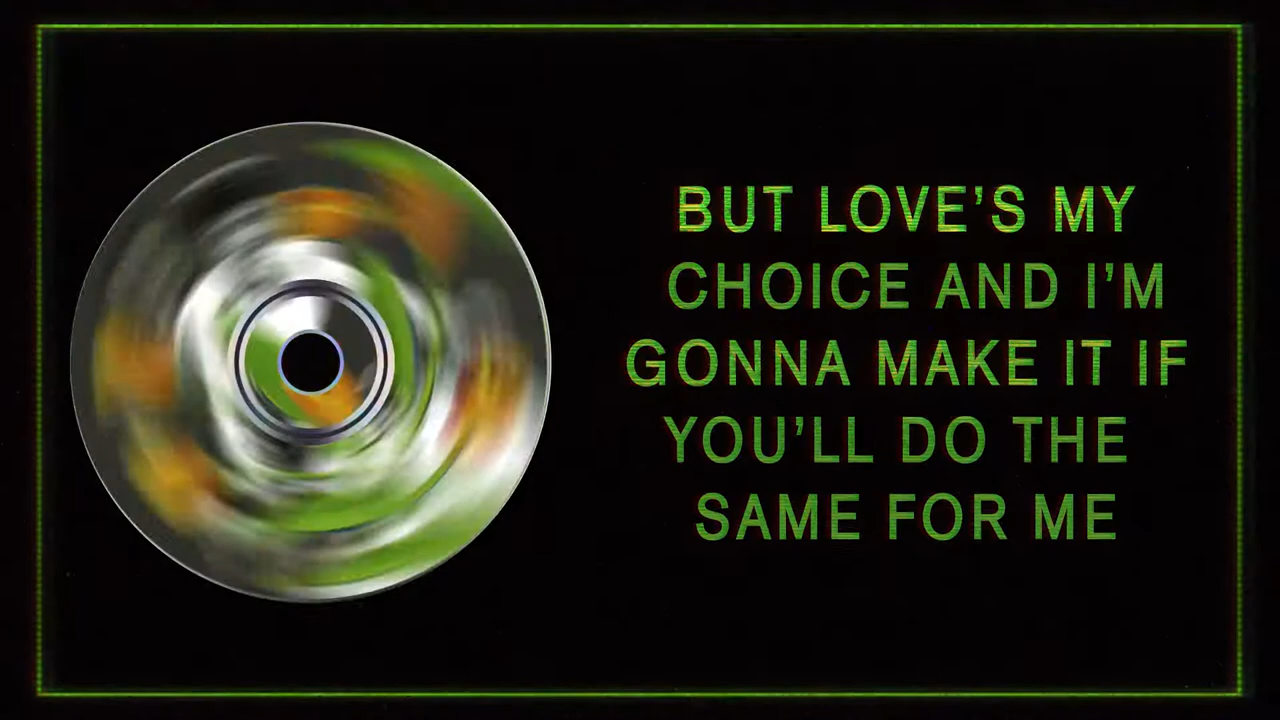 BUT LOVE'S MY
CHOICE AND I'M
GONNA MAKE IT IF
YOU'LL DO THE
SAME FOR ME